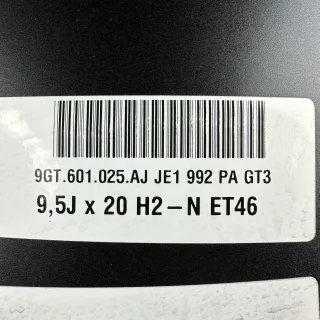 9GT.601.025.AJ JE1 992 PA GT3
9,5J x 20 H2-N ET46